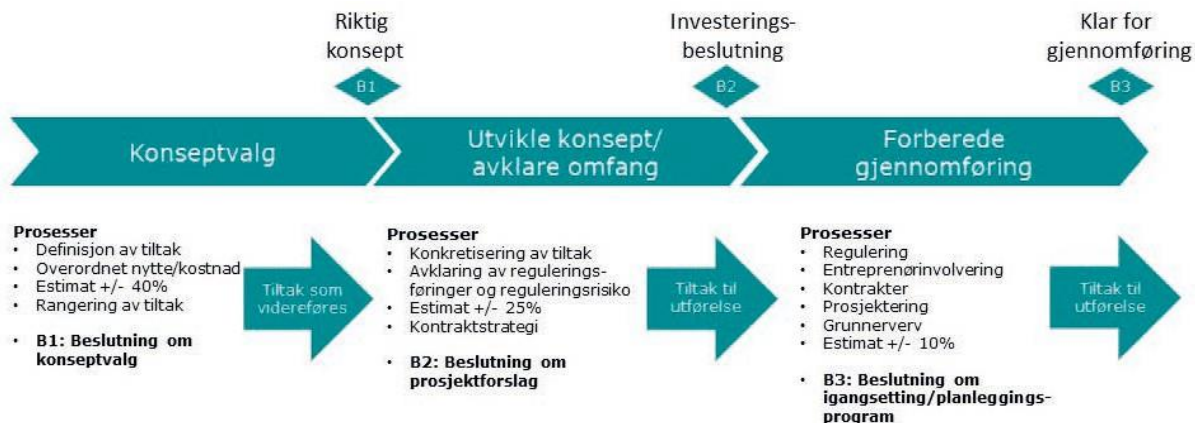 Riktig
konsept
B1
Investerings-
beslutning
B2
Klar for
gjennomføring
B3
Konseptvalg
Utvikle konsept/
avklare omfang
Forberede
gjennomføring
Prosesser
• Definisjon av tiltak
• Overordnet nytte/kostnad
• Estimat +/- 40%
• Rangering av tiltak
• B1: Beslutning om
konseptvalg
Tiltak som
videreføres
Prosesser
• Konkretisering av tiltak
• Avklaring av regulerings-
føringer og reguleringsrisiko
• Estimat +/- 25%
• Kontraktstrategi
• B2: Beslutning om
prosjektforslag
Tiltak til
utførelse
Prosesser
• Regulering
• Entreprenørinvolvering
• Kontrakter
• Prosjektering
• Grunnerverv
• Estimat +/- 10%
• B3: Beslutning om
igangsetting/planleggings-
program
Tiltak til
utførelse